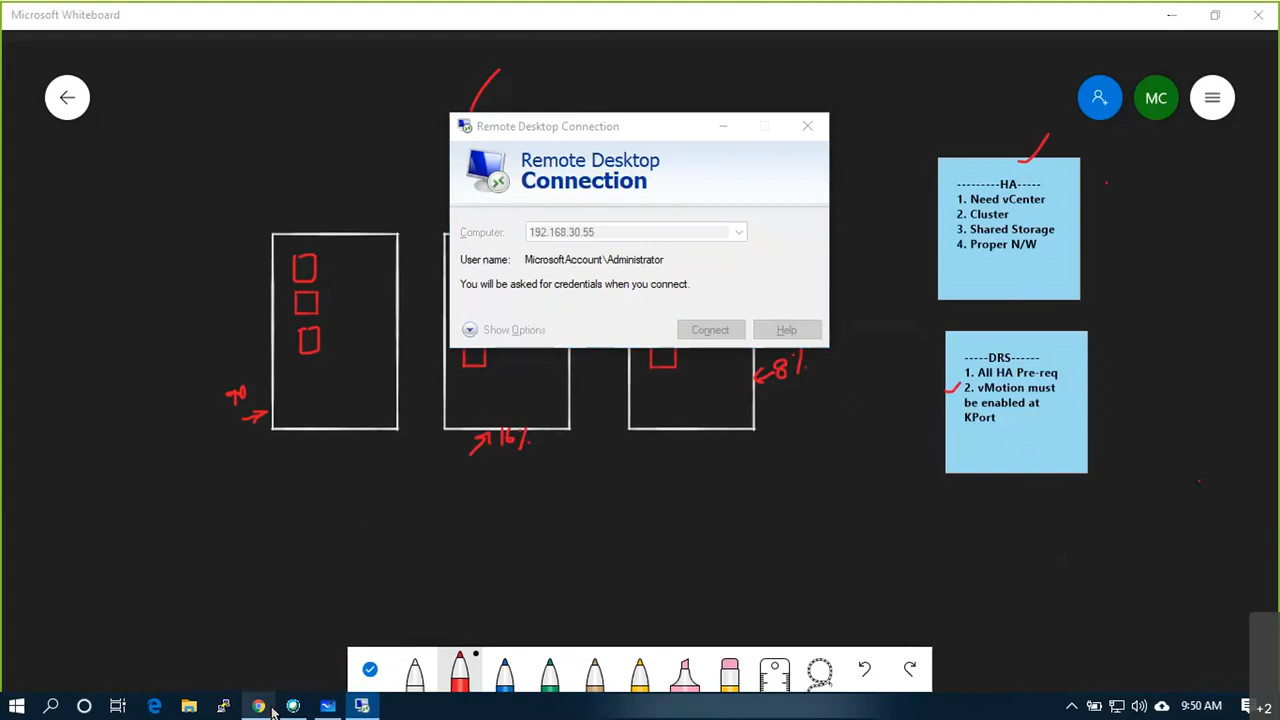 Microsoft Whiteboard
MC
Remote Desktop Connection
Remote Desktop
Connection
Computer: 192.168.30.55
User name: MicrosoftAccount\Administrator
You will be asked for credentials when you connect.
Show Options
Connect
Help
---------HA-----
1. Need vCenter
2. Cluster
3. Shared Storage
4. Proper N/W
-----DRS------
1. All HA Pre-req
2. vMotion must
be enabled at
KPort
8%
16%
9:50 AM
+2